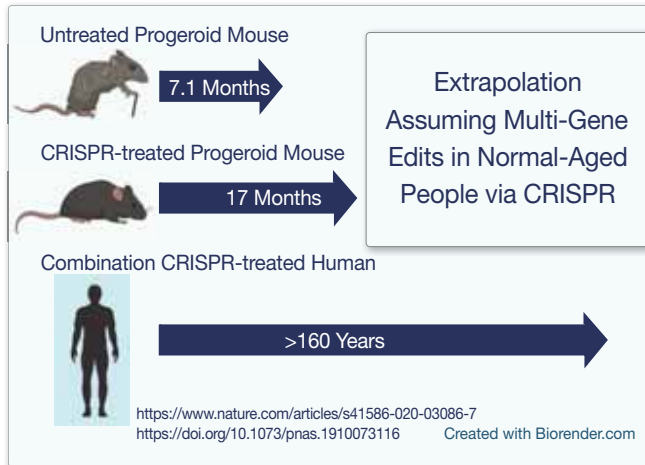 Untreated Progeroid Mouse
7.1 Months
CRISPR-treated Progeroid Mouse
17 Months
Extrapolation
Assuming Multi-Gene
Edits in Normal-Aged
People via CRISPR
Combination CRISPR-treated Human
>160 Years
https://www.nature.com/articles/s41586-020-03086-7
https://doi.org/10.1073/pnas.1910073116
Created with Biorender.com